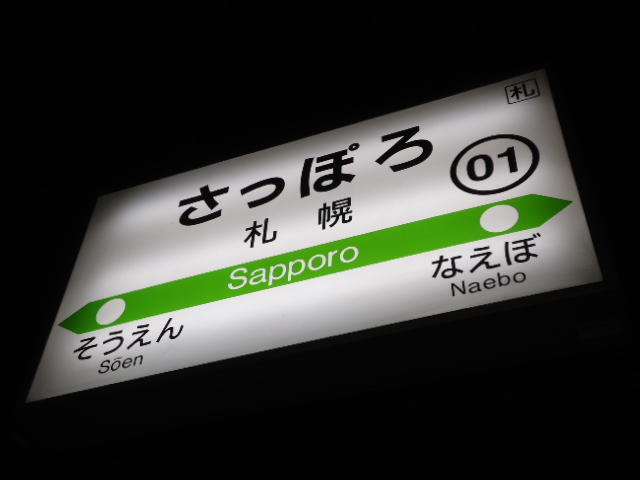 札
さっぽろ
01
札幌
Sapporo
そうえん
Sōen
なえぼ
Naebo